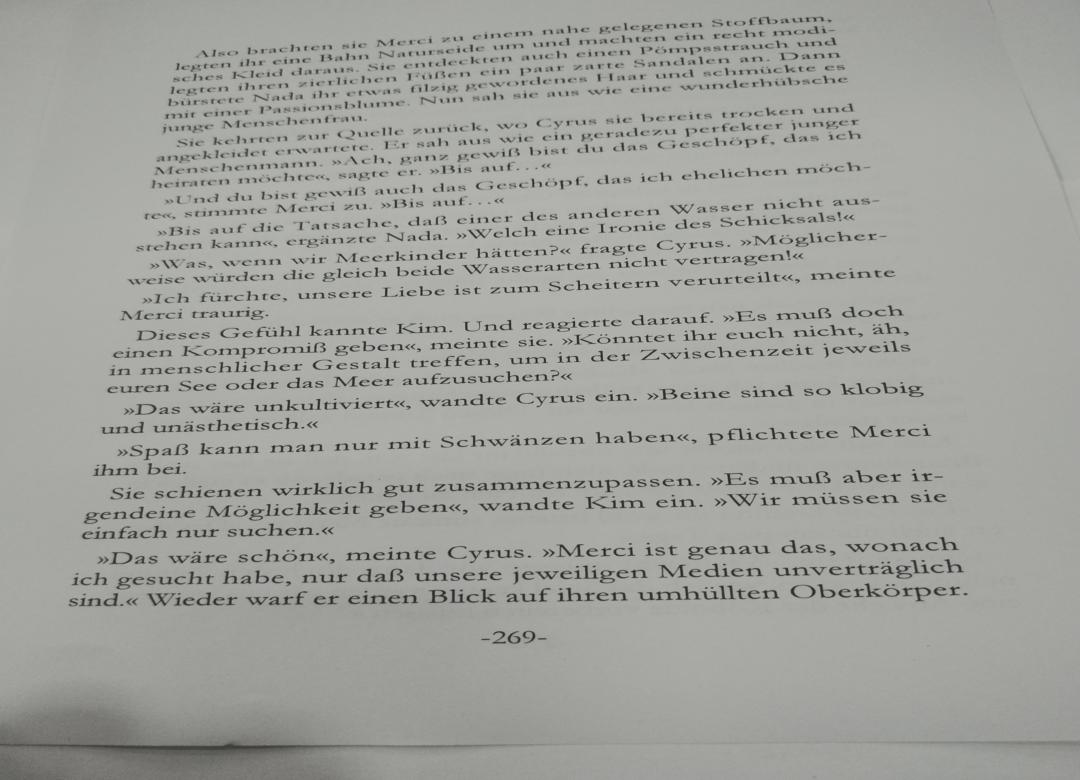 Also brachten sie Merci zu einem nahe gelegenen Stoffbaum,
legten ihr eine Bahn Naturseide um und machten ein recht modi-
sches Kleid daraus. Sie entdeckten auch einen Pömpsstrauch und
legten ihren zierlichen Füßen ein paar zarte Sandalen an. Dann
bürstete Nada ihr etwas filzig gewordenes Haar und schmückte es
mit einer Passionsblume. Nun sah sie aus wie eine wunderhübsche
junge Menschenfrau.
Sie kehrten zur Quelle zurück, wo Cyrus sie bereits trocken und
angekleidet erwartete. Er sah aus wie ein geradezu perfekter junger
Menschenmann. »Ach, ganz gewiß bist du das Geschöpf, das ich
heiraten möchte«, sagte er. »Bis auf...«
»Und du bist gewiß auch das Geschöpf, das ich ehelichen möch-
te«, stimmte Merci zu. »Bis auf...«
»Bis auf die Tatsache, daß einer des anderen Wasser nicht aus-
stehen kann«, ergänzte Nada. »Welch eine Ironie des Schicksals!«
»Was, wenn wir Meerkinder hätten?« fragte Cyrus. »Möglicher-
weise würden die gleich beide Wasserarten nicht vertragen!«
»Ich fürchte, unsere Liebe ist zum Scheitern verurteilt«, meinte
Merci traurig.
Dieses Gefühl kannte Kim. Und reagierte darauf. »Es muß doch
einen Kompromiß geben«, meinte sie. »Könntet ihr euch nicht, äh,
in menschlicher Gestalt treffen, um in der Zwischenzeit jeweils
euren See oder das Meer aufzusuchen?«
»Das wäre unkultiviert«, wandte Cyrus ein. »Beine sind so klobig
und unästhetisch.«
»Spaß kann man nur mit Schwänzen haben«, pflichtete Merci
ihm bei.
Sie schienen wirklich gut zusammenzupassen. »Es muß aber ir-
gendeine Möglichkeit geben«, wandte Kim ein. »Wir müssen sie
einfach nur suchen.«
»Das wäre schön«, meinte Cyrus. »Merci ist genau das, wonach
ich gesucht habe, nur daß unsere jeweiligen Medien unverträglich
sind.« Wieder warf er einen Blick auf ihren umhüllten Oberkörper.
-269-